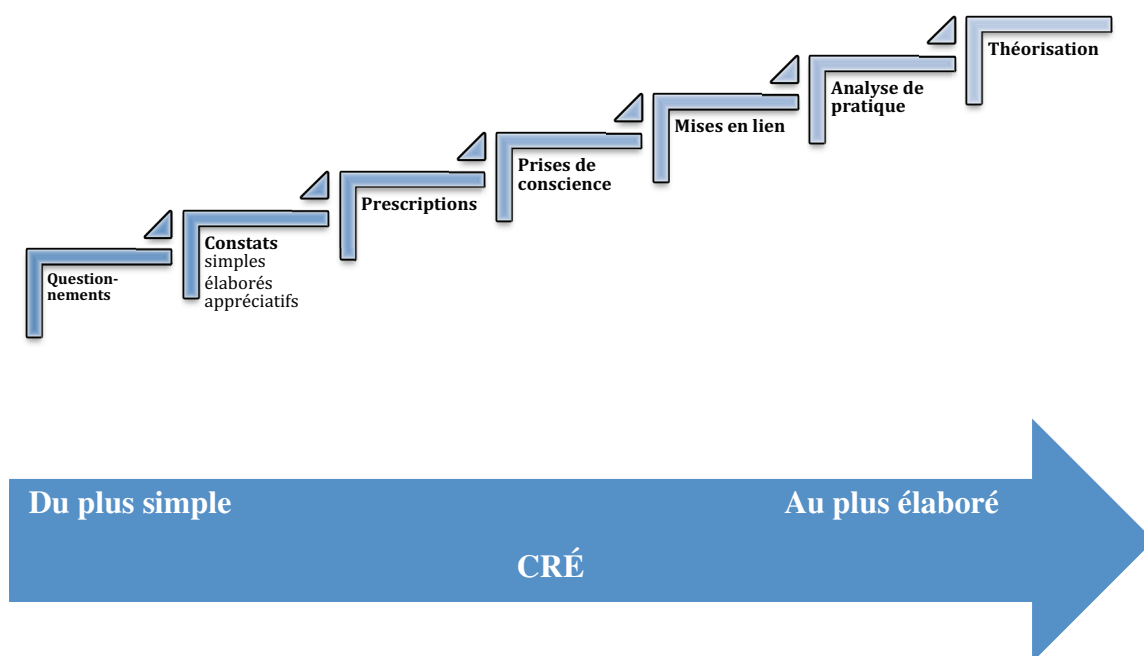 Question-
nements
Constats
simples
élaborés
appréciatifs
Prescriptions
Prises de
conscience
Mises en lien
Analyse de
pratique
Théorisation
Du plus simple
Au plus élaboré
CRÉ